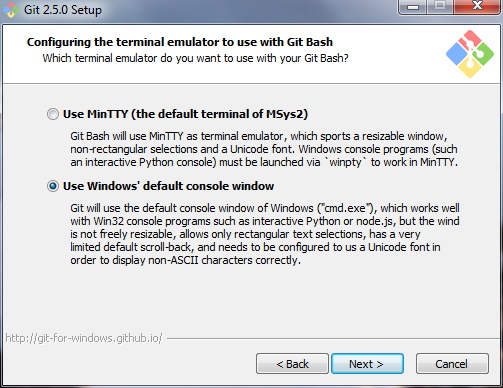 Git 2.5.0 Setup
Configuring the terminal emulator to use with Git Bash
Which terminal emulator do you want to use with your Git Bash?
Use MinTTY (the default terminal of MSys2)
Git Bash will use MinTTY as terminal emulator, which sports a resizable window,
non-rectangular selections and a Unicode font. Windows console programs (such
an interactive Python console) must be launched via `winpty` to work in MinTTY.
Use Windows' default console window
Git will use the default console window of Windows ("cmd.exe"), which works well
with Win32 console programs such as interactive Python or node.js, but the wind
is not freely resizable, allows only rectangular text selections, has a very
limited default scroll-back, and needs to be configured to us a Unicode font in
order to display non-ASCII characters correctly.
http://git-for-windows.github.io/
< Back
Next >
Cancel